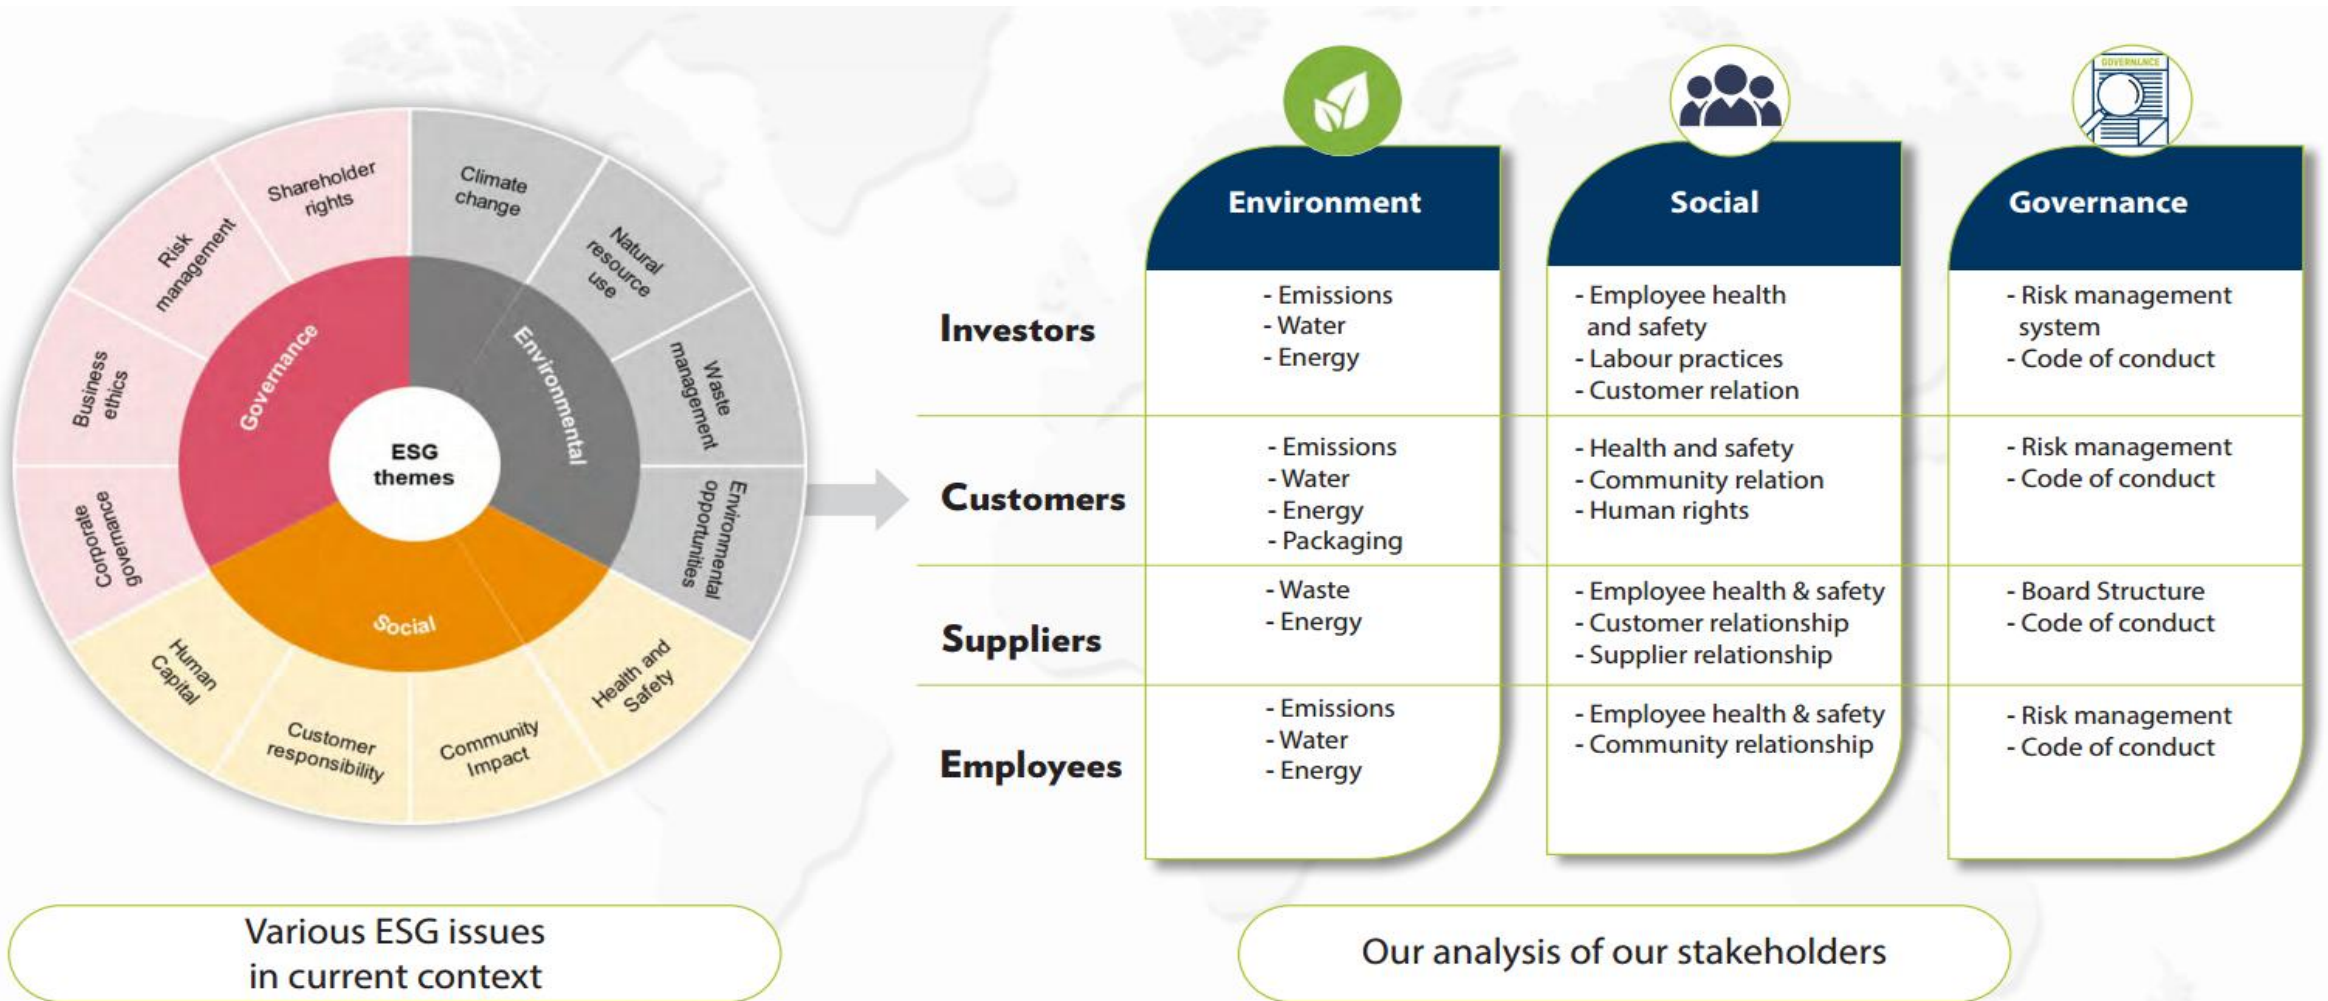 Shareholder
rights
Climate
change
Risk
management
Natural
resource
use
Business
ethics
Waste
management
Corporate
governance
Environmental
opportunities
Human
Capital
Customer
responsibility
Community
Impact
Health and
Safety
Governance
Environmental
Social
ESG
themes
Various ESG issues
in current context
GOVERNLNCE
Environment
Social
Governance
Investors
- Emissions
- Water
- Energy
- Employee health
and safety
- Labour practices
- Customer relation
- Risk management
system
- Code of conduct
Customers
- Emissions
- Water
- Energy
- Packaging
- Health and safety
- Community relation
- Human rights
- Risk management
- Code of conduct
Suppliers
- Waste
- Energy
- Employee health & safety
- Customer relationship
- Supplier relationship
- Board Structure
- Code of conduct
Employees
- Emissions
- Water
- Energy
- Employee health & safety
- Community relationship
- Risk management
- Code of conduct
Our analysis of our stakeholders